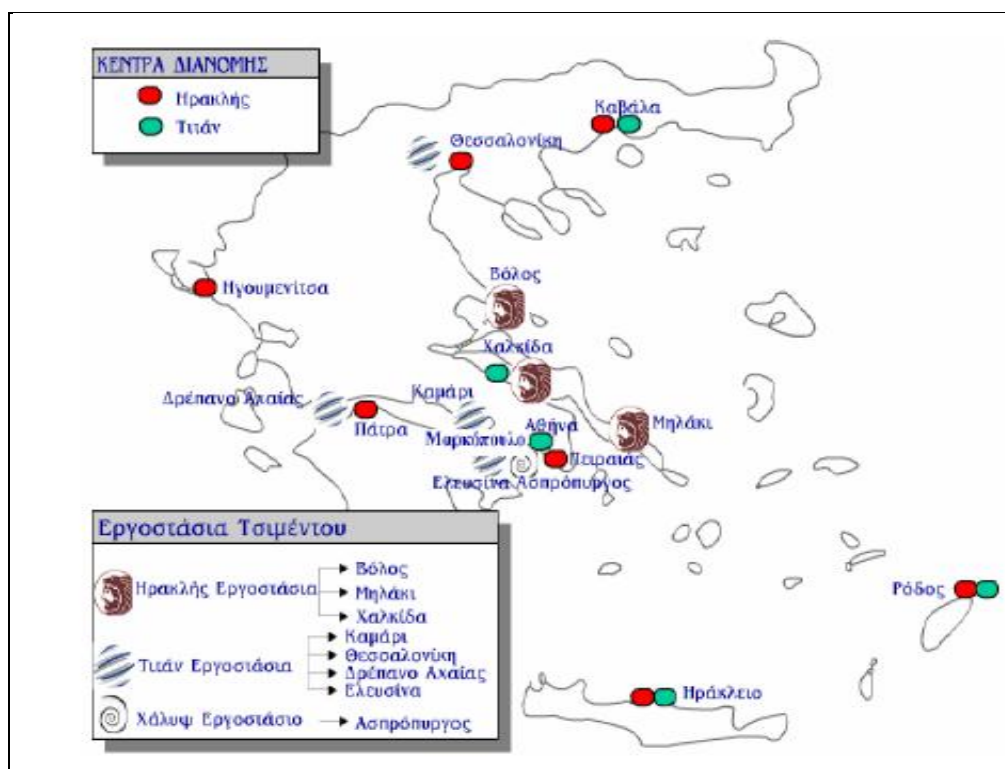 ΚΕΝΤΡΑ ΔΙΑΝΟΜΗΣ
Ηρακλής
Τιτάν
Καβάλα
Θεσσαλονίκη
Ηγουμενίτσα
Βόλος
Χαλκίδα
Δρέπανο Αχαίας
Καμάρι
Πάτρα
Μαρκόπουλο
Αθήνα
Μηλάκι
Πειραιάς
Ελευσίνα Ασπρόπυργος
Ρόδος
Ηράκλειο
Εργοστάσια Τσιμέντου
Ηρακλής Εργοστάσια
Βόλος
Μηλάκι
Χαλκίδα
Τιτάν Εργοστάσια
Καμάρι
Θεσσαλονίκη
Δρέπανο Αχαίας
Ελευσίνα
Χάλυψ Εργοστάσιο
Ασπρόπυργος